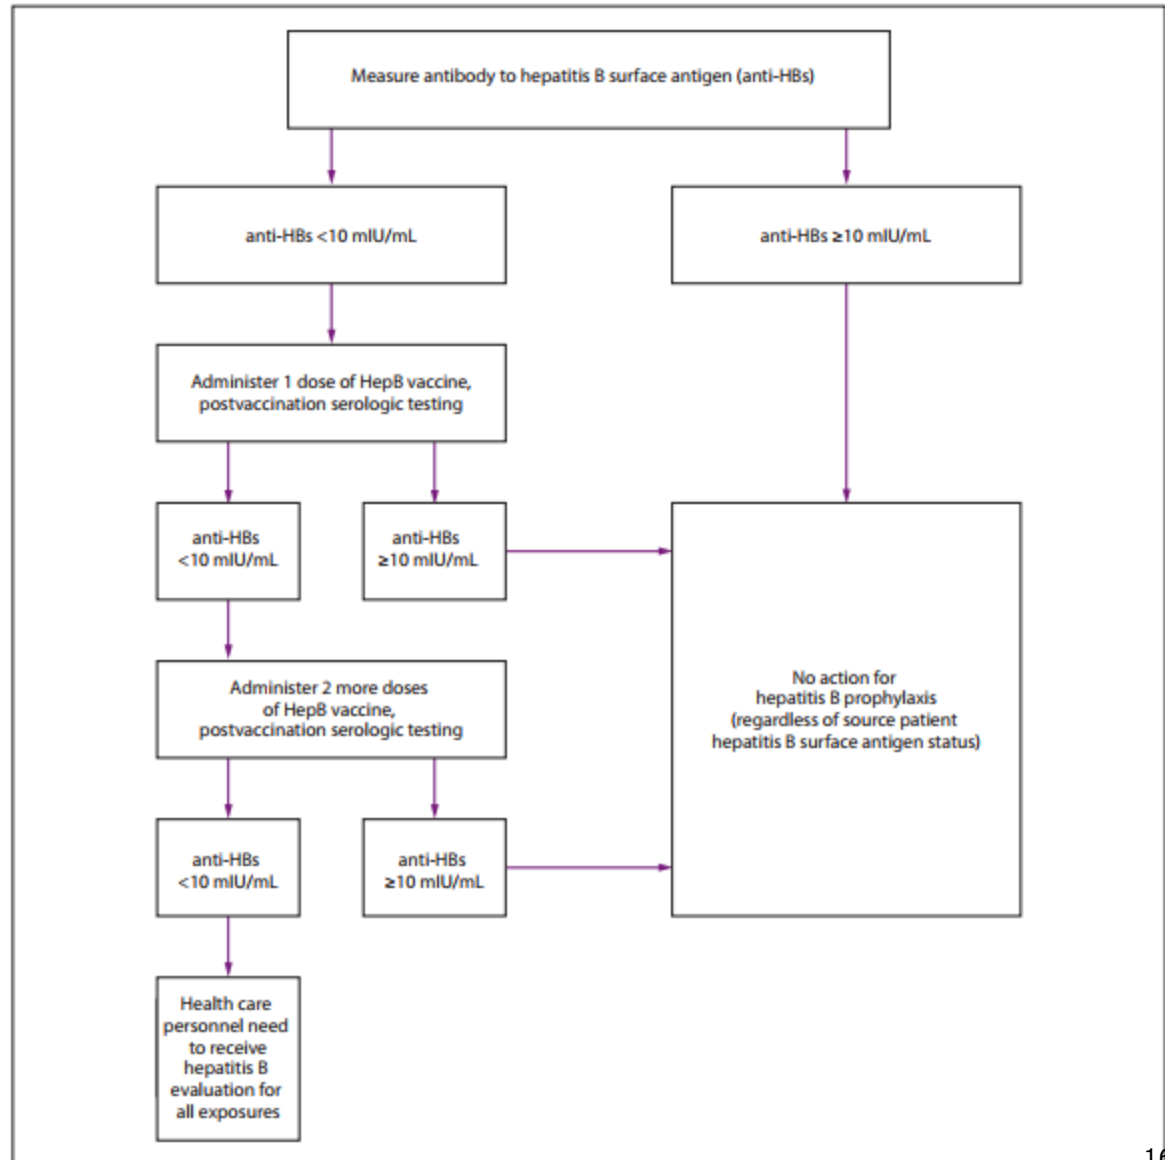 Measure antibody to hepatitis B surface antigen (anti-HBs)
anti-HBs <10 mIU/mL
anti-HBs ≥10 mIU/mL
Administer 1 dose of HepB vaccine,
postvaccination serologic testing
anti-HBs
<10 mIU/mL
anti-HBs
≥10 mIU/mL
Administer 2 more doses
of HepB vaccine,
postvaccination serologic testing
No action for
hepatitis B prophylaxis
(regardless of source patient
hepatitis B surface antigen status)
anti-HBs
<10 mIU/mL
anti-HBs
≥10 mIU/mL
Health care
personnel need
to receive
hepatitis B
evaluation for
all exposures
16